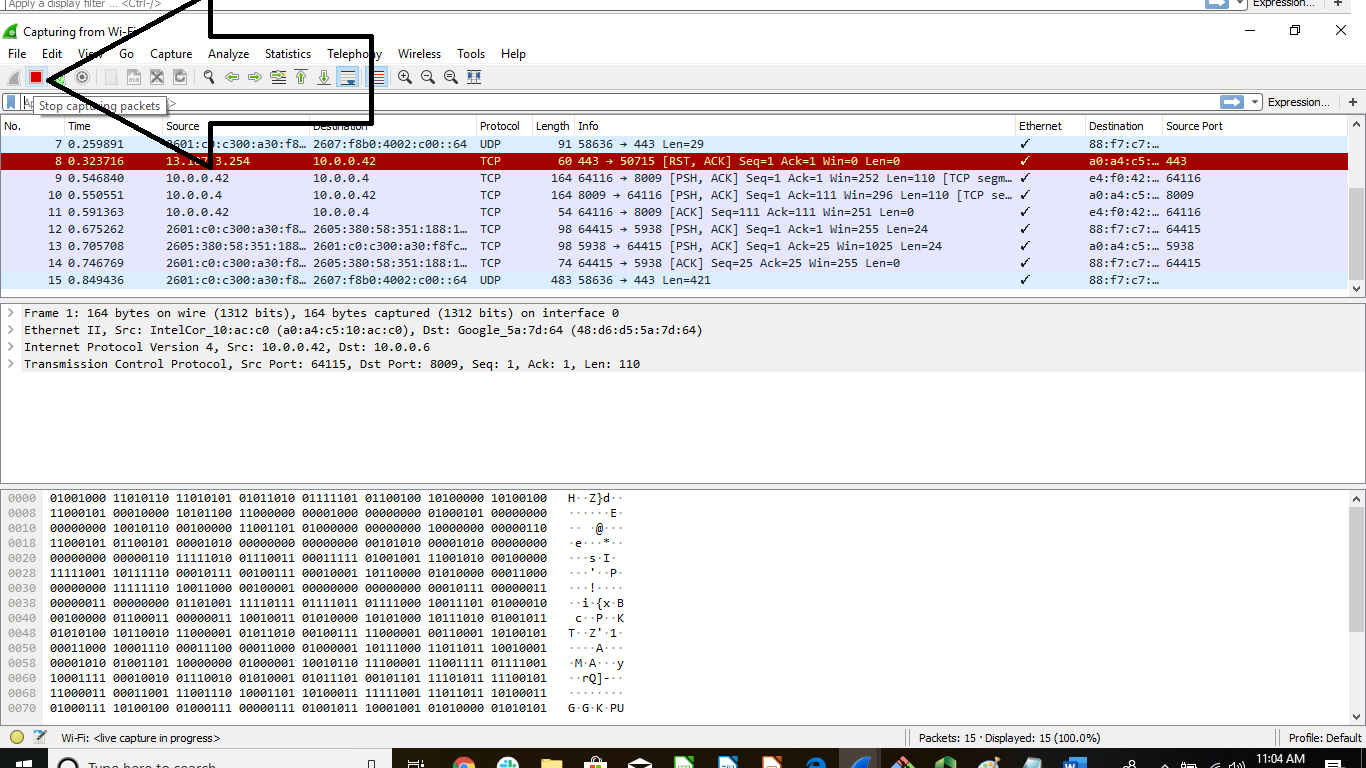 Apply a display filter ... <Ctrl-/>
Expression...
+
Capturing from Wi-Fi
File Edit View Go Capture Analyze Statistics Telephony Wireless Tools Help
Expression... +
Stop capturing packets
No. Time Source Destination Protocol Length Info Ethernet Destination Source Port
7 0.259891 2601:c0:c300:a30:f8… 2607:f8b0:4002:c00::64 UDP 91 58636 → 443 Len=29 ✓ 88:f7:c7:…
8 0.323716 10.0.0.42 TCP 60 443 → 50715 [RST, ACK] Seq=1 Ack=1 Win=0 Len=0 ✓ a0:a4:c5:… 443
9 0.546840 10.0.0.42 10.0.0.4 TCP 164 64116 → 8009 [PSH, ACK] Seq=1 Ack=1 Win=252 Len=110 [TCP segm… ✓ e4:f0:42:… 64116
10 0.550551 10.0.0.4 10.0.0.42 TCP 164 8009 → 64116 [PSH, ACK] Seq=1 Ack=111 Win=296 Len=110 [TCP se… ✓ a0:a4:c5:… 8009
11 0.591363 10.0.0.42 10.0.0.4 TCP 54 64116 → 8009 [ACK] Seq=111 Ack=111 Win=251 Len=0 ✓ e4:f0:42:… 64116
12 0.675262 2601:c0:c300:a30:f8… 2605:380:58:351:188:1… TCP 98 64415 → 5938 [PSH, ACK] Seq=1 Ack=1 Win=255 Len=24 ✓ 88:f7:c7:… 64415
13 0.705708 2605:380:58:351:188… 2601:c0:c300:a30:f8fc… TCP 98 5938 → 64415 [PSH, ACK] Seq=1 Ack=25 Win=1025 Len=24 ✓ a0:a4:c5:… 5938
14 0.746769 2601:c0:c300:a30:f8… 2605:380:58:351:188:1… TCP 74 64415 → 5938 [ACK] Seq=25 Ack=25 Win=255 Len=0 ✓ 88:f7:c7:… 64415
15 0.849436 2601:c0:c300:a30:f8… 2607:f8b0:4002:c00::64 UDP 483 58636 → 443 Len=421 ✓ 88:f7:c7:…
Frame 1: 164 bytes on wire (1312 bits), 164 bytes captured (1312 bits) on interface 0
Ethernet II, Src: IntelCor_10:ac:c0 (a0:a4:c5:10:ac:c0), Dst: Google_5a:7d:64 (48:d6:d5:5a:7d:64)
Internet Protocol Version 4, Src: 10.0.0.42, Dst: 10.0.0.6
Transmission Control Protocol, Src Port: 64115, Dst Port: 8009, Seq: 1, Ack: 1, Len: 110
0000 01001000 11010110 11010101 01011010 01111101 01100100 10100000 10100100 H··Z}d··
0008 11000101 00010000 10101100 11000000 00001000 00000000 01000101 00000000 ······E·
0010 00000000 10010110 00100000 11001101 01000000 00000000 10000000 00000110 ·· ·@···
0018 11000101 01100101 00001010 00000000 00000000 00101010 00001010 00000000 ·e···*··
0020 00000000 00000110 11111010 01110011 00011111 01001001 11001010 00100000 ···s·I·
0028 11111001 10111110 00010111 00100111 00010001 10110000 01010000 00011000 ···'··P·
0030 00000000 11111110 10011000 00100001 00000000 00000000 00010111 00000011 ···!····
0038 00000011 00000000 01101001 11110111 01111011 01111000 10011101 01000010 ··i·{x·B
0040 00100000 01100011 00000011 10010011 01010000 10101000 10111010 01001011 c··P··K
0048 01010100 10110010 11000001 01011010 00100111 11000001 00110001 10100101 T··Z'·1·
0050 00011000 10001110 00011100 00011000 01000001 10111000 11011011 10010001 ····A···
0058 00001010 01001101 10000000 01000001 10010110 11100001 11001111 01111001 ·M·A···y
0060 10001111 00010010 01110010 01010001 01011101 00101101 11101011 11100101 ··rQ]-··
0068 11000011 00011001 11001110 10001101 10100011 11111001 11011011 10100011 ········
0070 01000111 10100100 01000111 00000111 01001011 10001001 01010000 01010101 G·G·K·PU
Wi-Fi: <live capture in progress> Packets: 15 · Displayed: 15 (100.0%) Profile: Default
Type here to search
11:04 AM